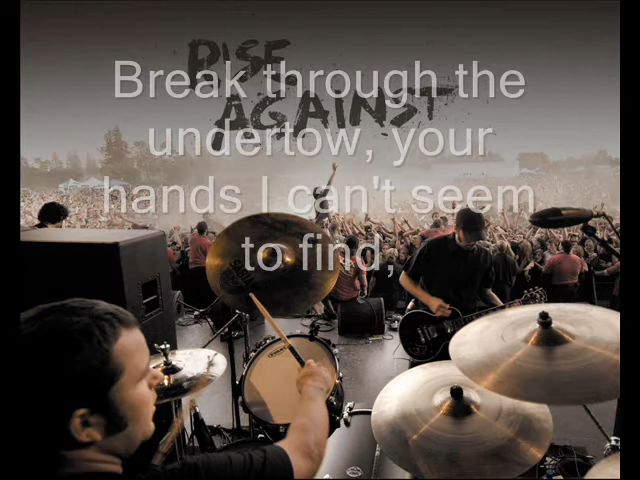 RISE
AGAINST
Break through the
undertow, your
hands I can't seem
to find,